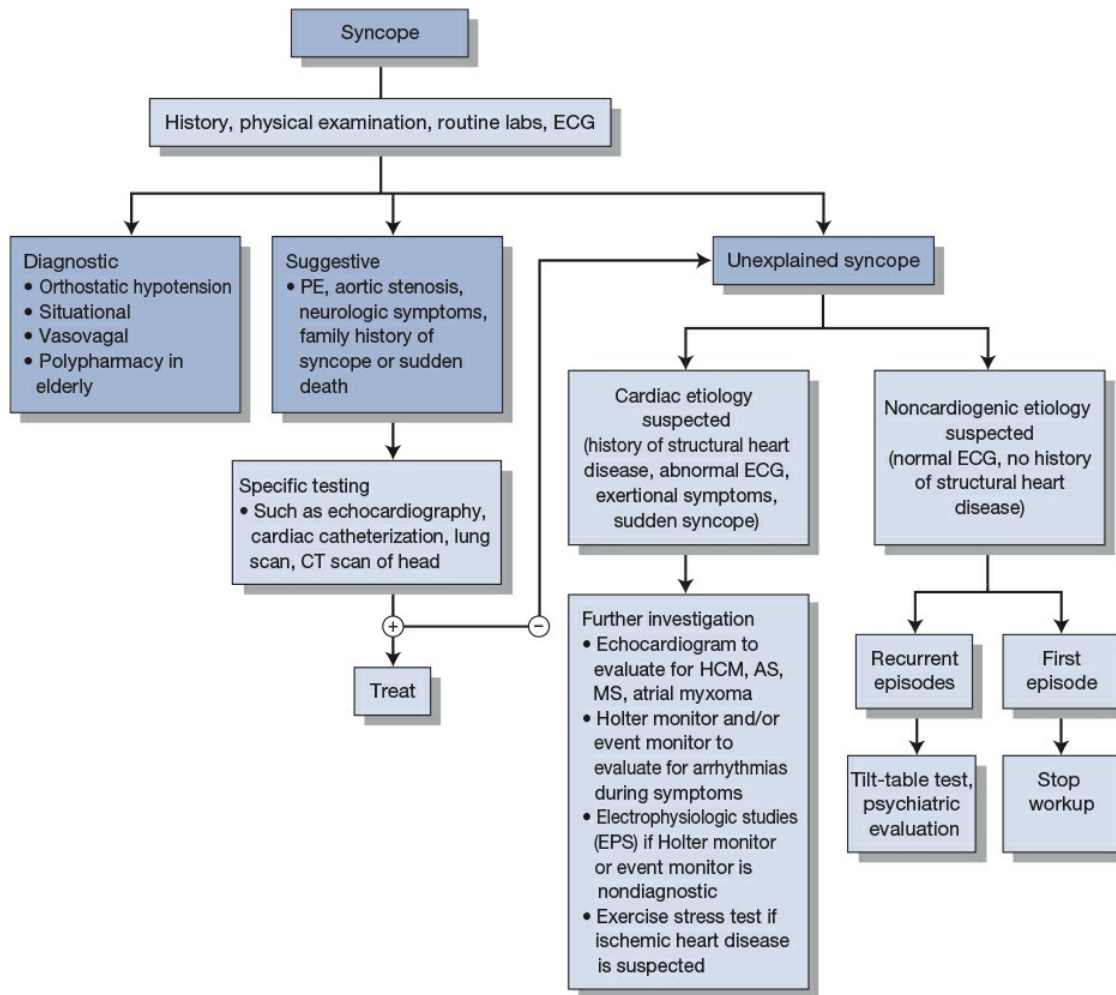 Syncope
History, physical examination, routine labs, ECG
Diagnostic
• Orthostatic hypotension
• Situational
• Vasovagal
• Polypharmacy in
elderly
Suggestive
• PE, aortic stenosis,
neurologic symptoms,
family history of
syncope or sudden
death
Unexplained syncope
Specific testing
• Such as echocardiography,
cardiac catheterization, lung
scan, CT scan of head
+
−
Treat
Cardiac etiology
suspected
(history of structural heart
disease, abnormal ECG,
exertional symptoms,
sudden syncope)
Noncardiogenic etiology
suspected
(normal ECG, no history
of structural heart
disease)
Further investigation
• Echocardiogram to
evaluate for HCM, AS,
MS, atrial myxoma
• Holter monitor and/or
event monitor to
evaluate for arrhythmias
during symptoms
• Electrophysiologic studies
(EPS) if Holter monitor
or event monitor is
nondiagnostic
• Exercise stress test if
ischemic heart disease
is suspected
Recurrent
episodes
First
episode
Tilt-table test,
psychiatric
evaluation
Stop
workup